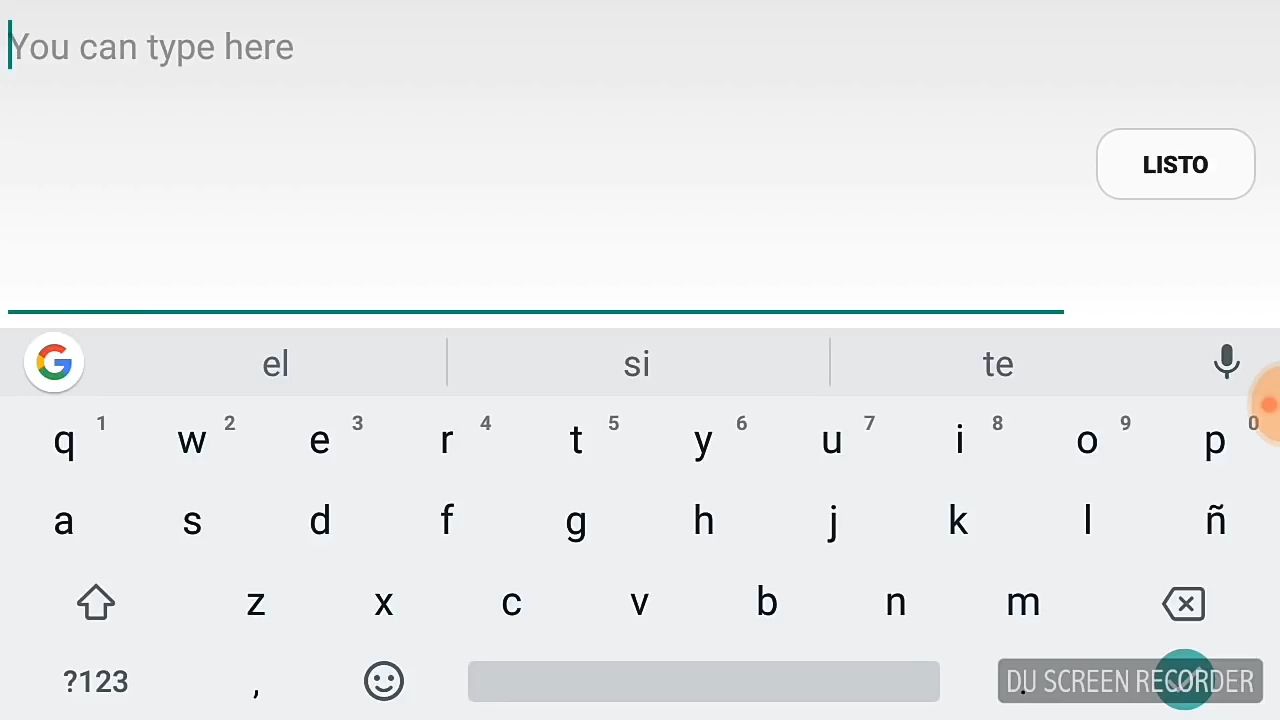 You can type here
LISTO
el si te
q 1 w 2 e 3 r 4 t 5 y 6 u 7 i 8 o 9 p 0
a s d f g h j k l ñ
z x c v b n m
?123 , .
DU SCREEN RECORDER